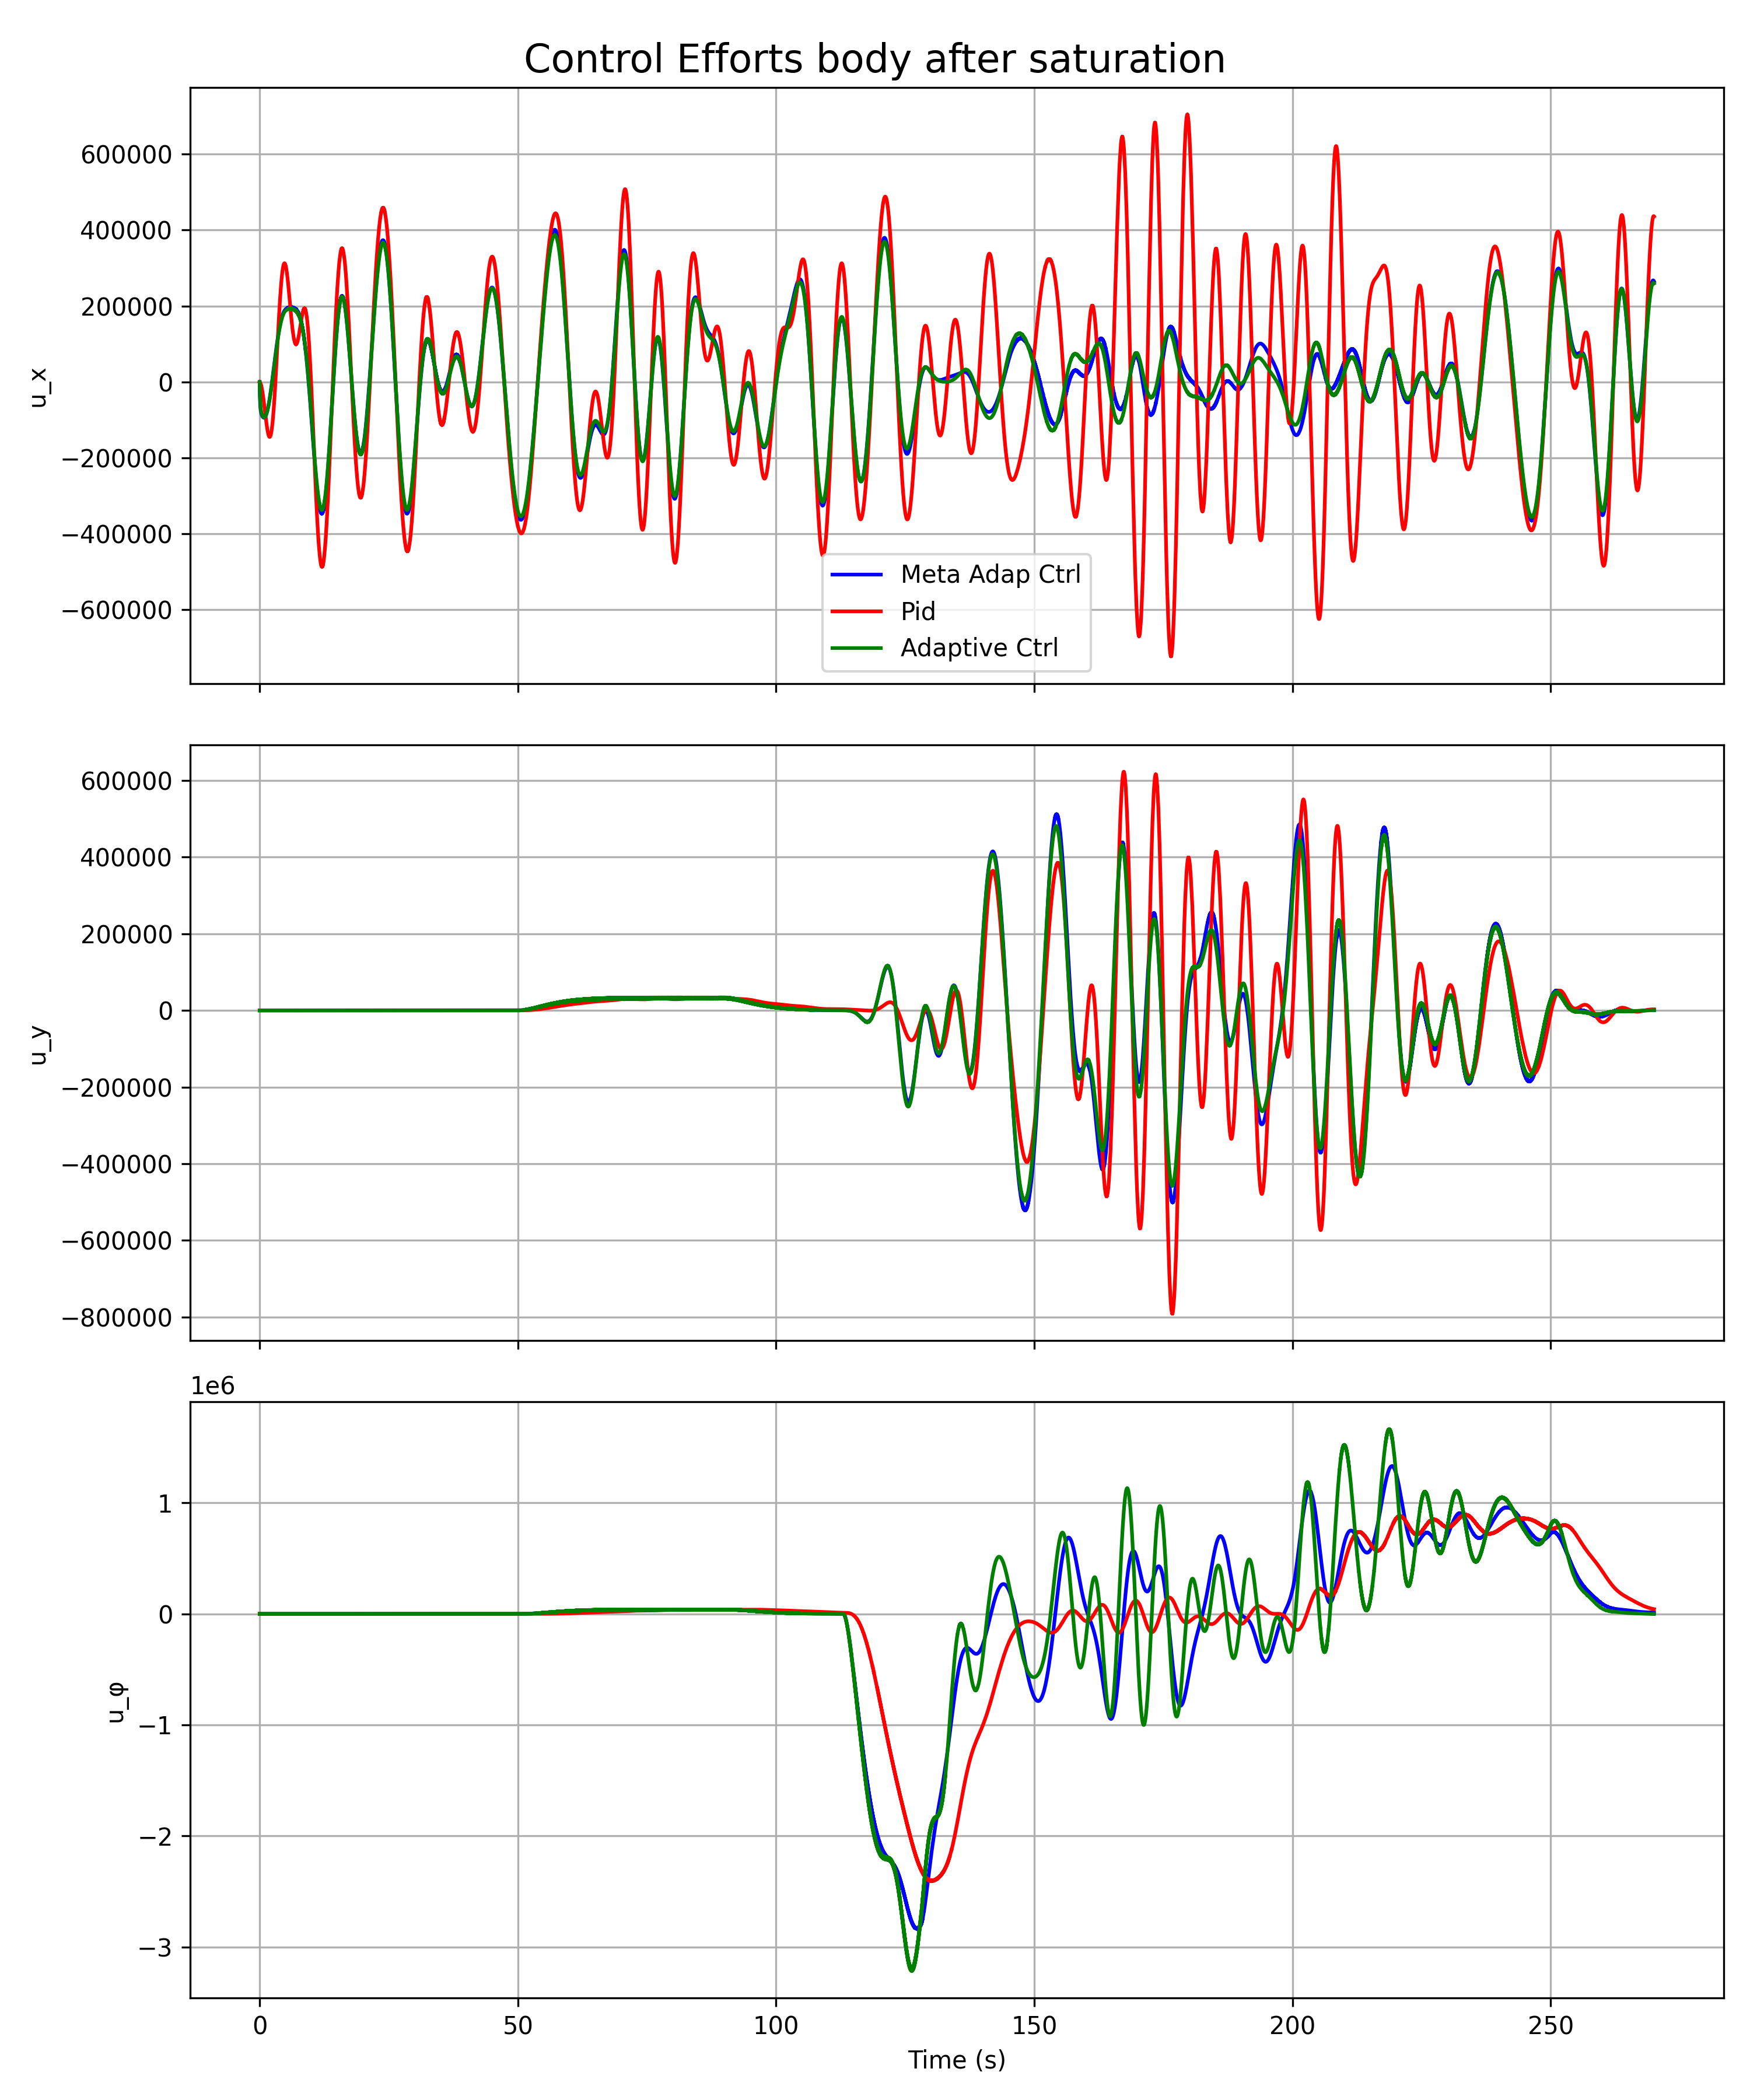 Control Efforts body after saturation
600000
400000
200000
0
−200000
−400000
−600000
u_x
Meta Adap Ctrl
Pid
Adaptive Ctrl
600000
400000
200000
0
−200000
−400000
−600000
−800000
u_y
1e6
1
0
−1
−2
−3
u_φ
0 50 100 150 200 250
Time (s)